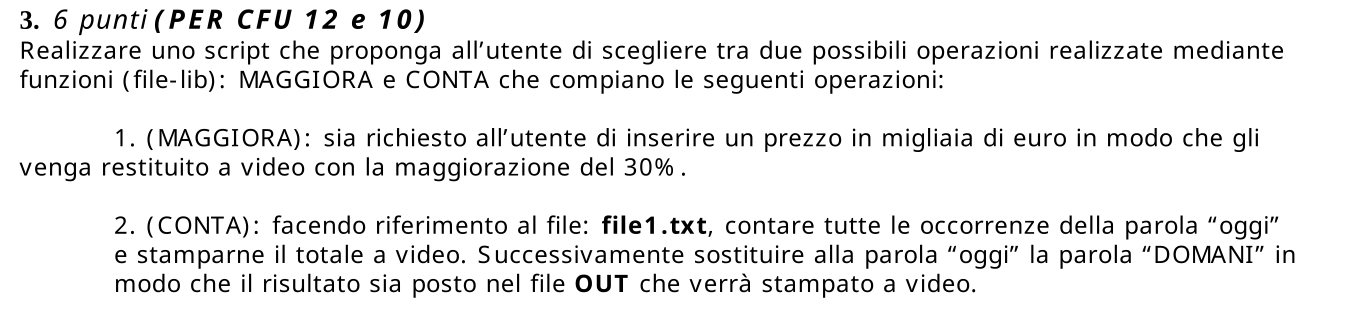 3. 6 punti (PER CFU 12 e 10)
Realizzare uno script che proponga all’utente di scegliere tra due possibili operazioni realizzate mediante
funzioni (file-lib): MAGGIORA e CONTA che compiano le seguenti operazioni:
1. (MAGGIORA): sia richiesto all’utente di inserire un prezzo in migliaia di euro in modo che gli
venga restituito a video con la maggiorazione del 30% .
2. (CONTA): facendo riferimento al file: file1.txt, contare tutte le occorrenze della parola “oggi”
e stamparne il totale a video. Successivamente sostituire alla parola “oggi” la parola “DOMANI” in
modo che il risultato sia posto nel file OUT che verrà stampato a video.